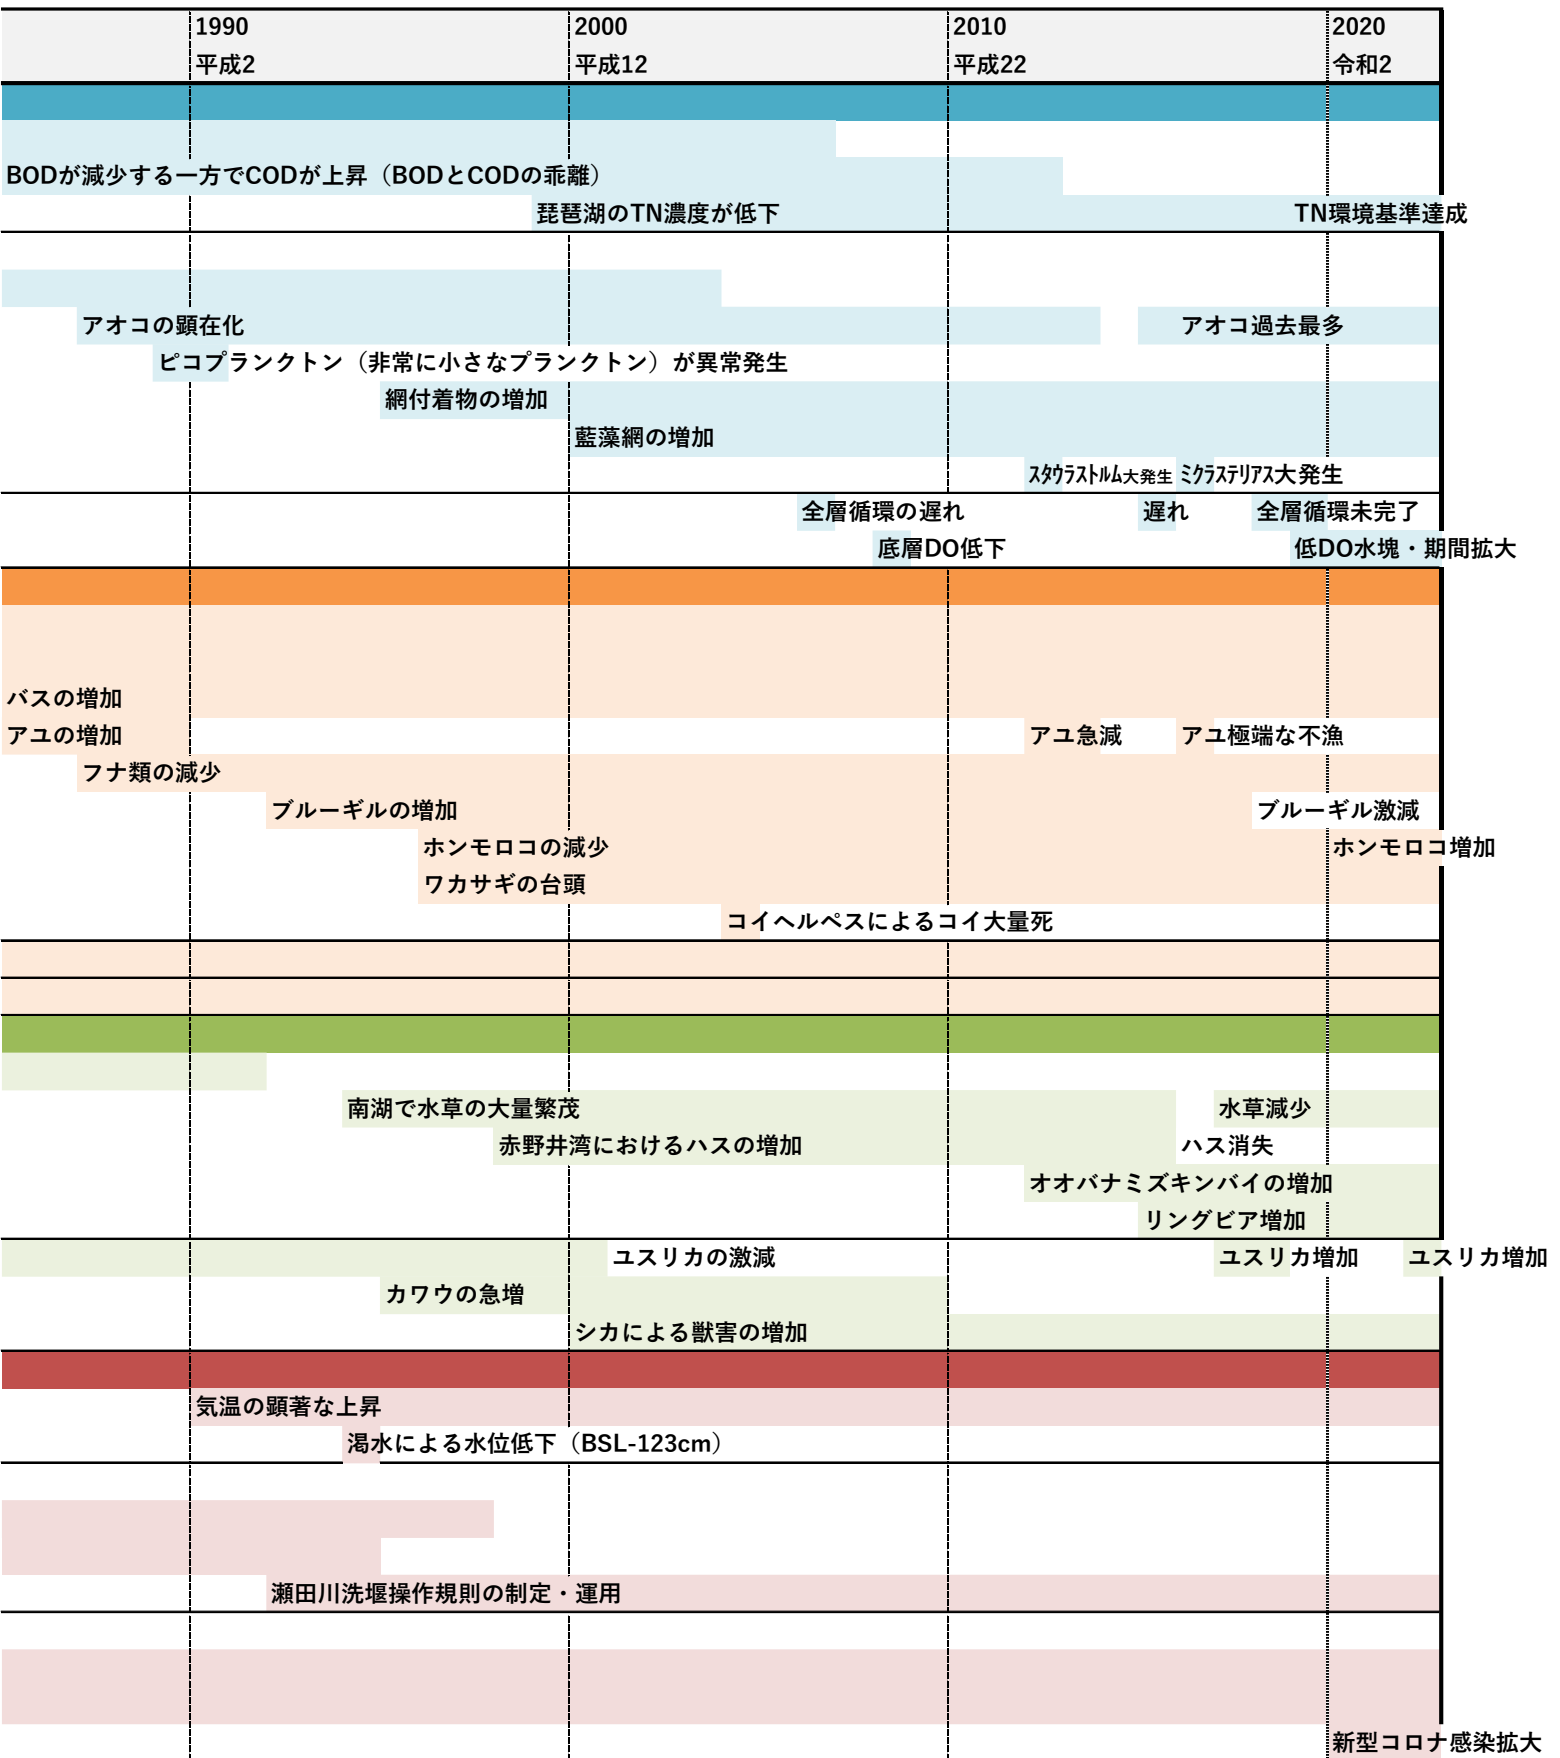 1990 2000 2010 2020
平成2 平成12 平成22 令和2
BODが減少する一方でCODが上昇（BODとCODの乖離）
琵琶湖のTN濃度が低下 TN環境基準達成
アオコの顕在化 アオコ過去最多
ピコプランクトン（非常に小さなプランクトン）が異常発生
網付着物の増加
藍藻網の増加
ｽﾀｳﾗｽﾄﾙﾑ大発生 ﾐｸﾗｽﾃﾘｱｽ大発生
全層循環の遅れ 遅れ 全層循環未完了
底層DO低下 低DO水塊・期間拡大
バスの増加
アユの増加 アユ急減 アユ極端な不漁
フナ類の減少
ブルーギルの増加 ブルーギル激減
ホンモロコの減少 ホンモロコ増加
ワカサギの台頭
コイヘルペスによるコイ大量死
南湖で水草の大量繁茂 水草減少
赤野井湾におけるハスの増加 ハス消失
オオバナミズキンバイの増加
リングビア増加
ユスリカの激減 ユスリカ増加 ユスリカ増加
カワウの急増
シカによる獣害の増加
気温の顕著な上昇
渇水による水位低下（BSL-123cm）
瀬田川洗堰操作規則の制定・運用
新型コロナ感染拡大